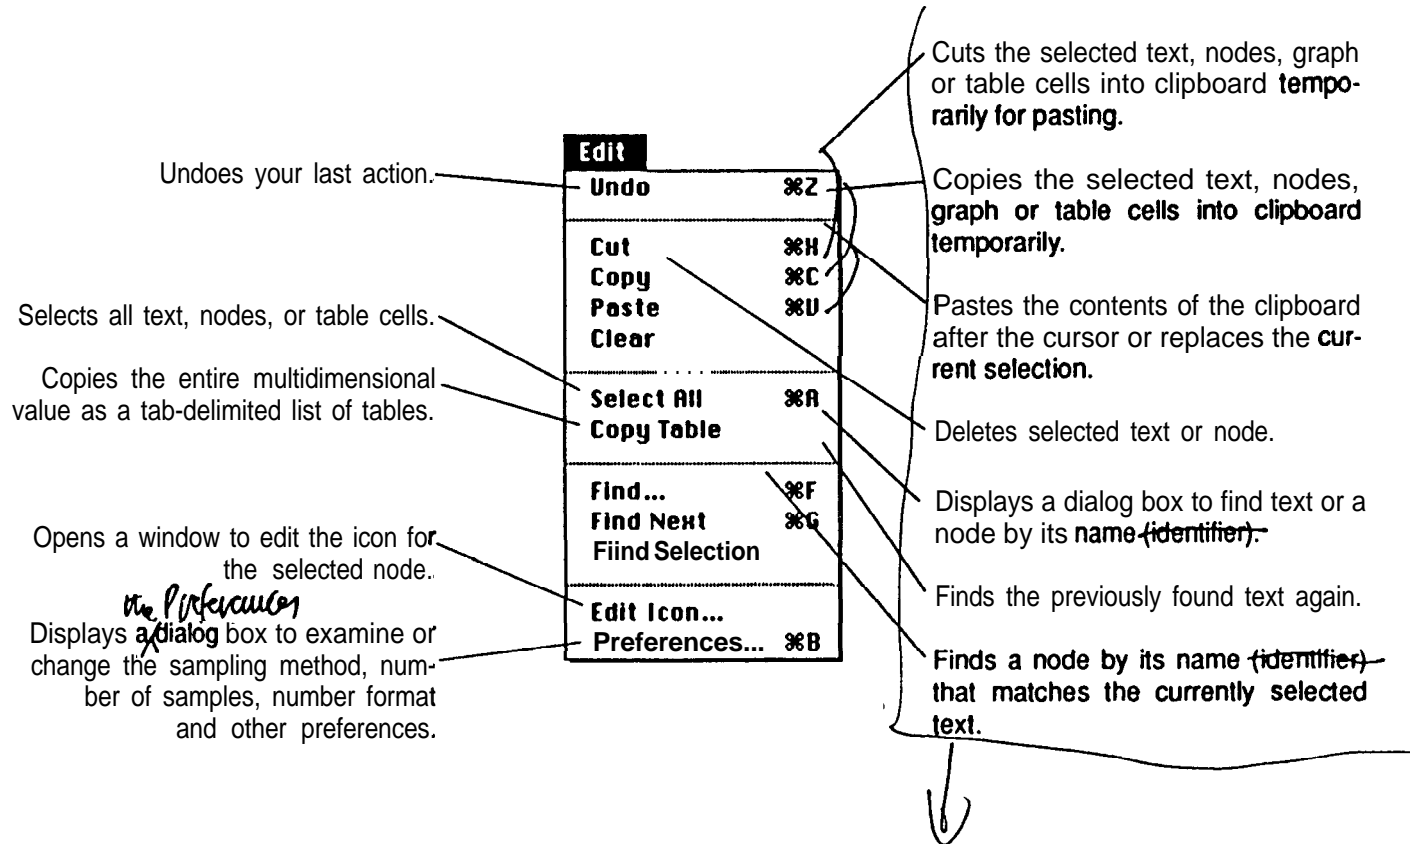 Undoes your last action.
Selects all text, nodes, or table cells.
Copies the entire multidimensional
value as a tab-delimited list of tables.
Opens a window to edit the icon for
the selected node.
the Preferences
Displays a dialog box to examine or
change the sampling method, num-
ber of samples, number format
and other preferences.
Edit
Undo ⌘Z
Cut ⌘X
Copy ⌘C
Paste ⌘V
Clear
Select All ⌘A
Copy Table
Find... ⌘F
Find Next ⌘G
Fiind Selection
Edit Icon...
Preferences... ⌘B
Cuts the selected text, nodes, graph
or table cells into clipboard tempo-
rarily for pasting.
Copies the selected text, nodes,
graph or table cells into clipboard
temporarily.
Pastes the contents of the clipboard
after the cursor or replaces the cur-
rent selection.
Deletes selected text or node.
Displays a dialog box to find text or a
node by its name (identifier).
Finds the previously found text again.
Finds a node by its name (identifier)
that matches the currently selected
text.